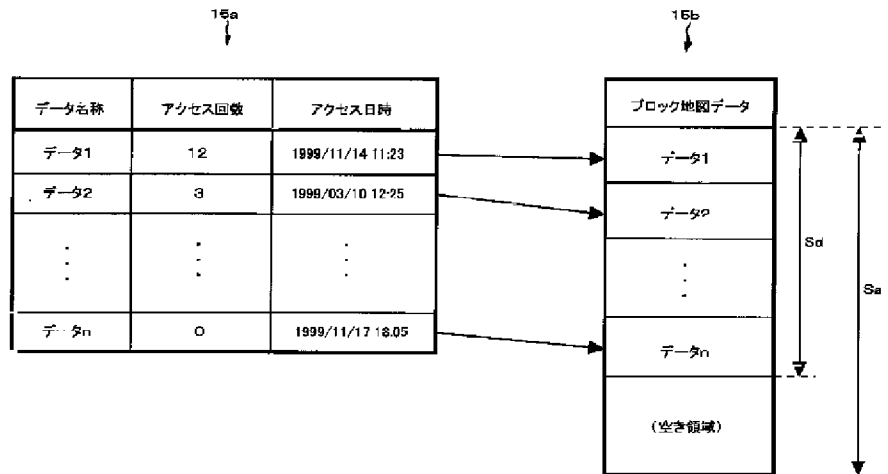 15a
15b
データ名称 アクセス回数 アクセス日時
データ1 12 1999/11/14 11:23
データ2 3 1999/03/10 12:25
データn 0 1999/11/17 18:05
ブロック地図データ
データ1
データ2
データn
(空き領域)
Sd
Sa